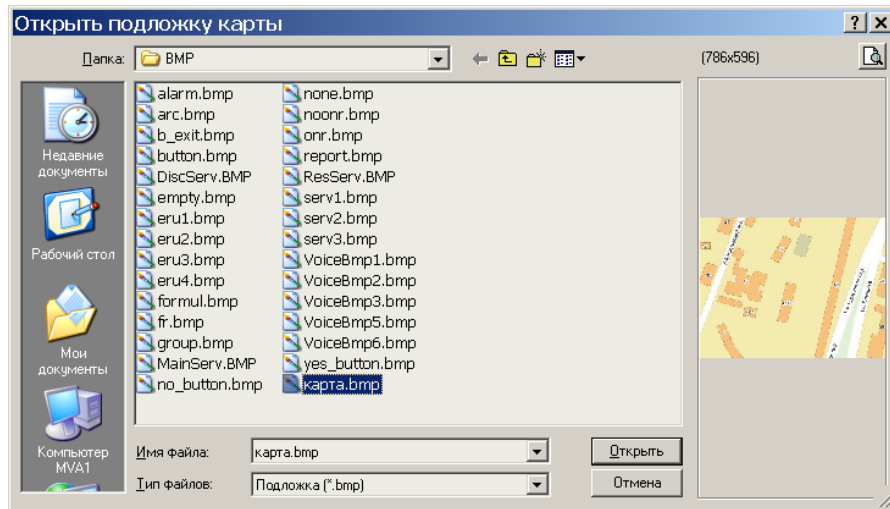 Открыть подложку карты
Папка: BMP (786x596)
Недавние документы
Рабочий стол
Мои документы
Компьютер MVA1
alarm.bmp
arc.bmp
b_exit.bmp
button.bmp
DiscServ.BMP
empty.bmp
eru1.bmp
eru2.bmp
eru3.bmp
eru4.bmp
formul.bmp
fr.bmp
group.bmp
MainServ.BMP
no_button.bmp
none.bmp
noonr.bmp
onr.bmp
report.bmp
ResServ.BMP
serv1.bmp
serv2.bmp
serv3.bmp
VoiceBmp1.bmp
VoiceBmp2.bmp
VoiceBmp3.bmp
VoiceBmp5.bmp
VoiceBmp6.bmp
yes_button.bmp
карта.bmp
Имя файла: карта.bmp Открыть
Тип файлов: Подложка (*.bmp) Отмена